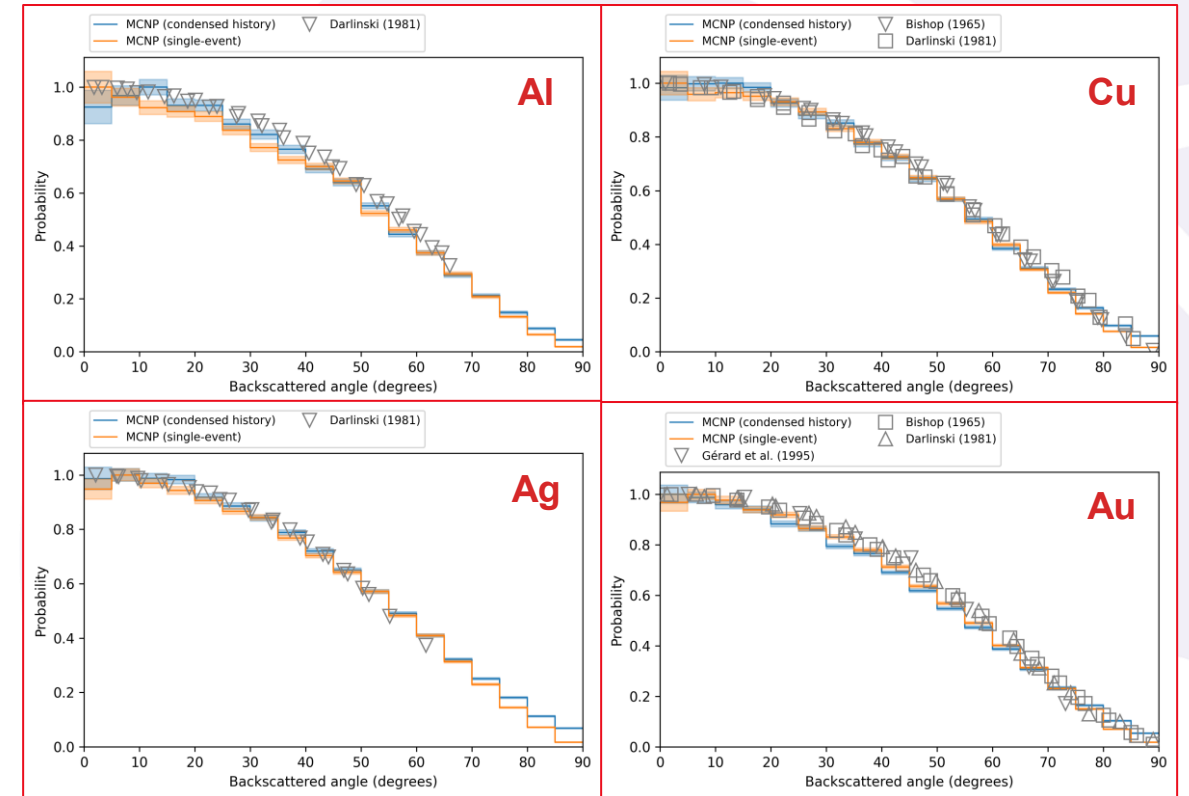 MCNP (condensed history)
MCNP (single-event)
Darlinski (1981)
Al
Probability
1.0
0.8
0.6
0.4
0.2
0.0
0 10 20 30 40 50 60 70 80 90
Backscattered angle (degrees)
MCNP (condensed history)
MCNP (single-event)
Bishop (1965)
Darlinski (1981)
Cu
Probability
1.0
0.8
0.6
0.4
0.2
0.0
0 10 20 30 40 50 60 70 80 90
Backscattered angle (degrees)
MCNP (condensed history)
MCNP (single-event)
Darlinski (1981)
Ag
Probability
1.0
0.8
0.6
0.4
0.2
0.0
0 10 20 30 40 50 60 70 80 90
Backscattered angle (degrees)
MCNP (condensed history)
MCNP (single-event)
Gérard et al. (1995)
Bishop (1965)
Darlinski (1981)
Au
Probability
1.0
0.8
0.6
0.4
0.2
0.0
0 10 20 30 40 50 60 70 80 90
Backscattered angle (degrees)